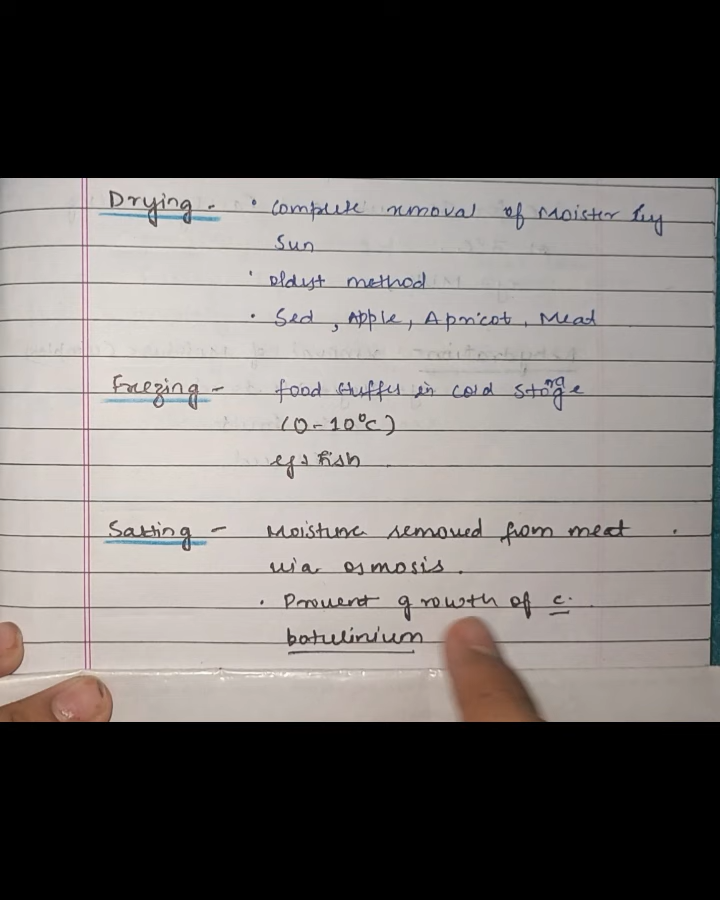 Drying - • Complete removal of Moister by
Sun
• oldest method
• Sed, Apple, Apricot, Meat
Freezing - food stuffs in cold storage
(0-10°C)
eg → Fish
Salting - Moisture removed from meat .
via osmosis.
• Prevent growth of c.
botulinium